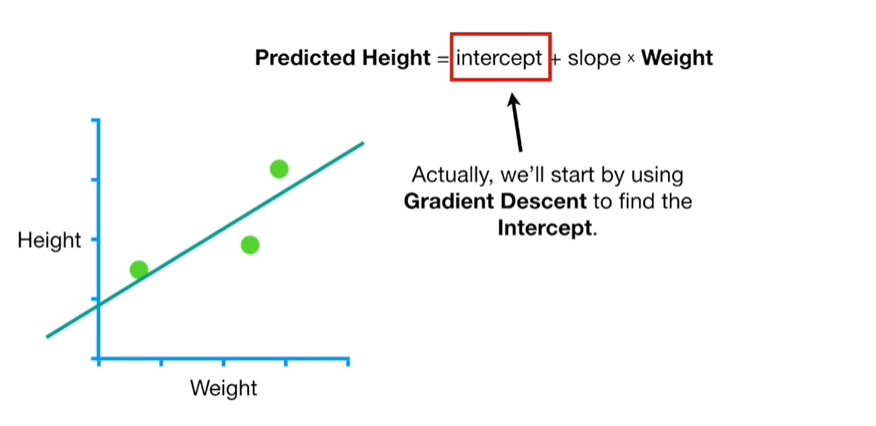 Predicted Height = intercept + slope × Weight
Actually, we'll start by using
Gradient Descent to find the
Intercept.
Height
Weight